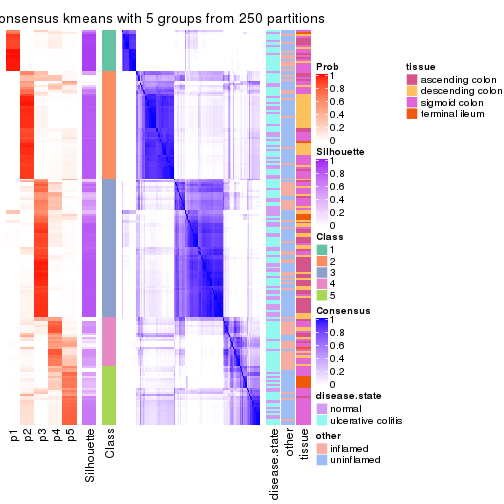 onsensus kmeans with 5 groups from 250 partitions
p1
p2
p3
p4
p5
Silhouette
Class
disease.state
other
tissue
Prob
1
0.8
0.6
0.4
0.2
0
Silhouette
1
0.8
0.6
0.4
0.2
0
Class
1
2
3
4
5
Consensus
1
0.8
0.6
0.4
0.2
0
disease.state
normal
ulcerative colitis
other
inflamed
uninflamed
tissue
ascending colon
descending colon
sigmoid colon
terminal ileum